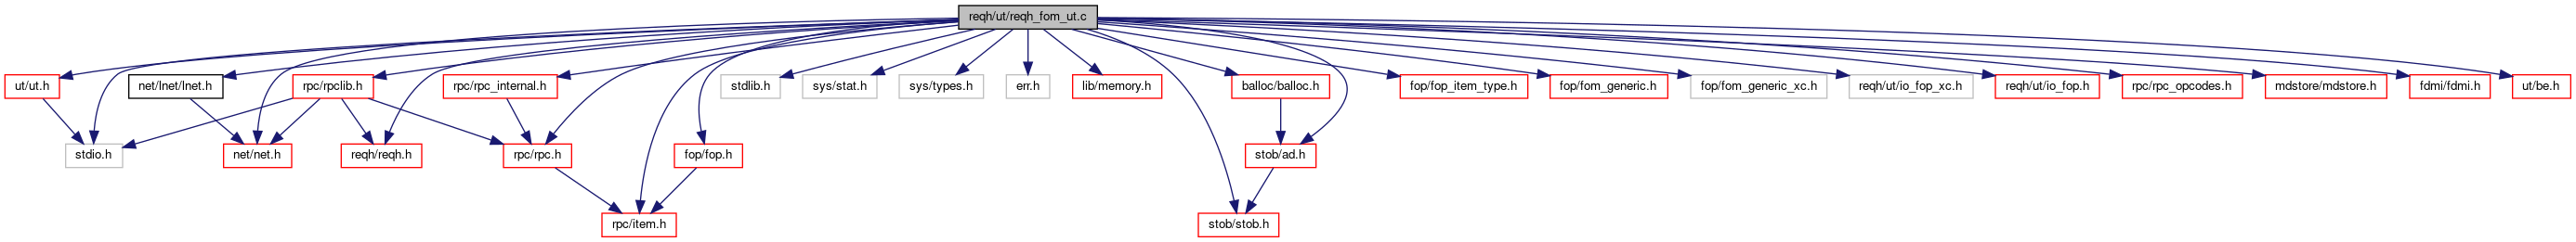 reqh/ut/reqh_fom_ut.c
ut/ut.h
net/lnet/lnet.h
rpc/rpclib.h
rpc/rpc_internal.h
stdlib.h
sys/stat.h
sys/types.h
err.h
lib/memory.h
balloc/balloc.h
fop/fop_item_type.h
fop/fom_generic.h
fop/fom_generic_xc.h
reqh/ut/io_fop_xc.h
reqh/ut/io_fop.h
rpc/rpc_opcodes.h
mdstore/mdstore.h
fdmi/fdmi.h
ut/be.h
stdio.h
net/net.h
reqh/reqh.h
rpc/rpc.h
fop/fop.h
stob/ad.h
rpc/item.h
stob/stob.h